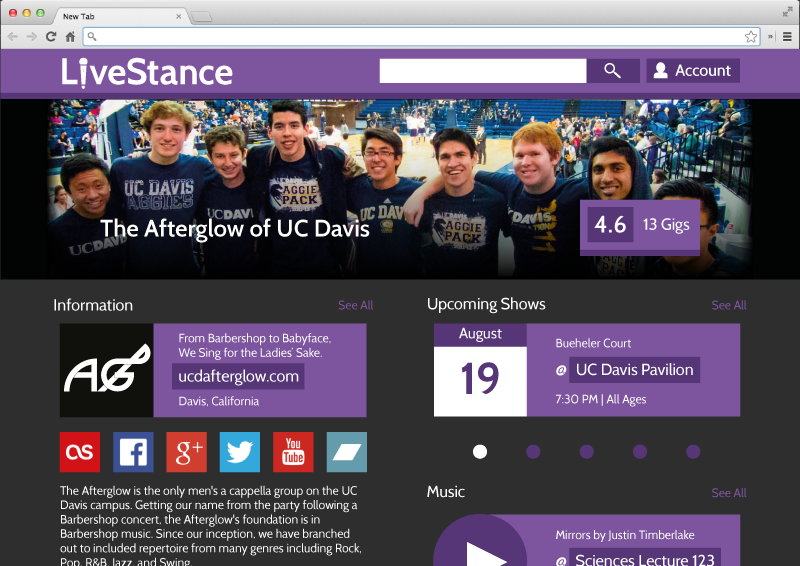 New Tab
LiveStance
Account
UC DAVIS
AGGIES
UC DAVIS
AGGIE
PACK
UC DAVIS
AGGIE
PACK
The Afterglow of UC Davis
4.6
13 Gigs
Information
See All
From Barbershop to Babyface,
We Sing for the Ladies' Sake.
ucdafterglow.com
Davis, California
AG
g+
You
Tube
The Afterglow is the only men's a cappella group on the UC
Davis campus. Getting our name from the party following a
Barbershop concert, the Afterglow's foundation is in
Barbershop music. Since our inception, we have branched
out to included repertoire from many genres including Rock,
Pop, R&B, Jazz, and Swing.
Upcoming Shows
See All
August
19
Bueheler Court
@ UC Davis Pavilion
7:30 PM | All Ages
Music
See All
Mirrors by Justin Timberlake
@ Sciences Lecture 123